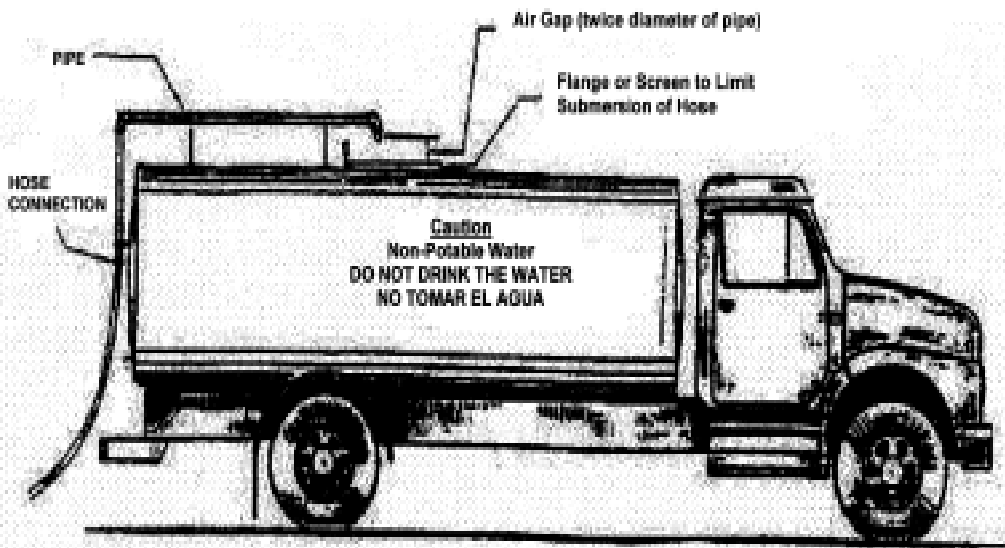 Air Gap (twice diameter of pipe)
PIPE
Flange or Screen to Limit
Submersion of Hose
HOSE
CONNECTION
Caution
Non-Potable Water
DO NOT DRINK THE WATER
NO TOMAR EL AGUA